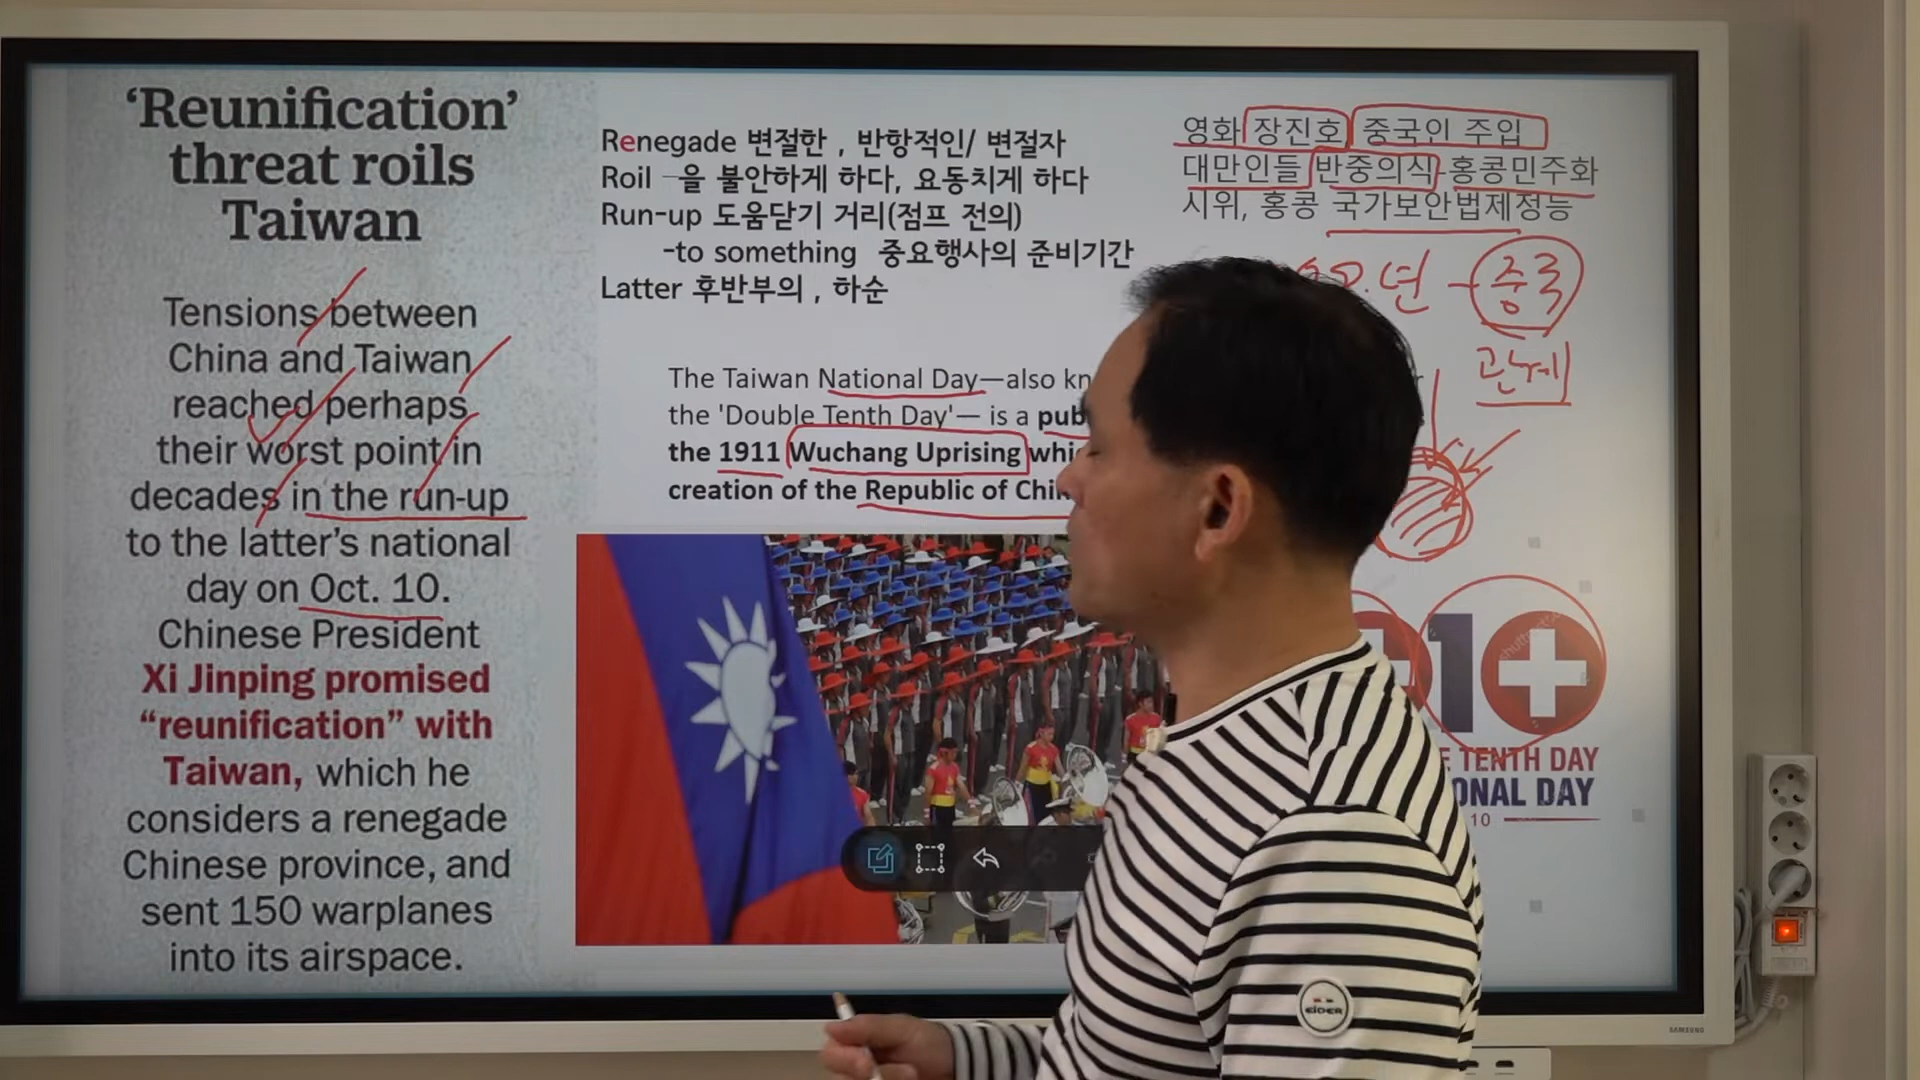 ‘Reunification’
threat roils
Taiwan
Tensions between
China and Taiwan
reached perhaps
their worst point in
decades in the run-up
to the latter’s national
day on Oct. 10.
Chinese President
Xi Jinping promised
“reunification” with
Taiwan, which he
considers a renegade
Chinese province, and
sent 150 warplanes
into its airspace.
Renegade 변절한 , 반항적인/ 변절자
Roil –을 불안하게 하다, 요동치게 하다
Run-up 도움닫기 거리(점프 전의)
-to something 중요행사의 준비기간
Latter 후반부의 , 하순
The Taiwan National Day—also kn
the 'Double Tenth Day'— is a pub
the 1911 Wuchang Uprising whi
creation of the Republic of Chi
영화 장진호 중국인 주입
대만인들 반중의식-홍콩민주화
시위, 홍콩 국가보안법제정등
년 - 중국
관계
10
E TENTH DAY
ONAL DAY
10
EIDER
SAMSUNG
shutterst